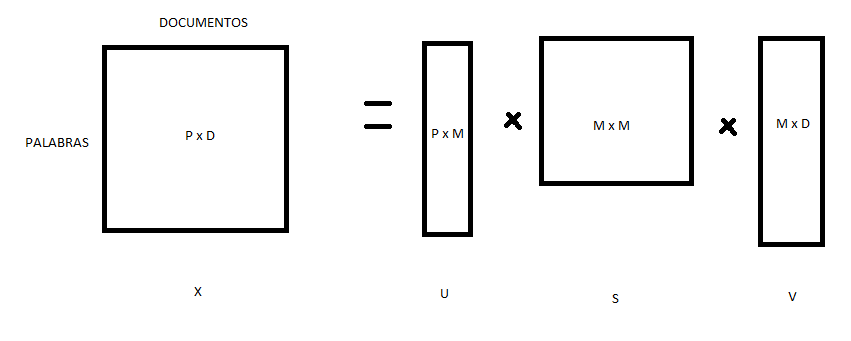 DOCUMENTOS
PALABRAS
P x D
=
P x M
x
M x M
x
M x D
X
U
S
V